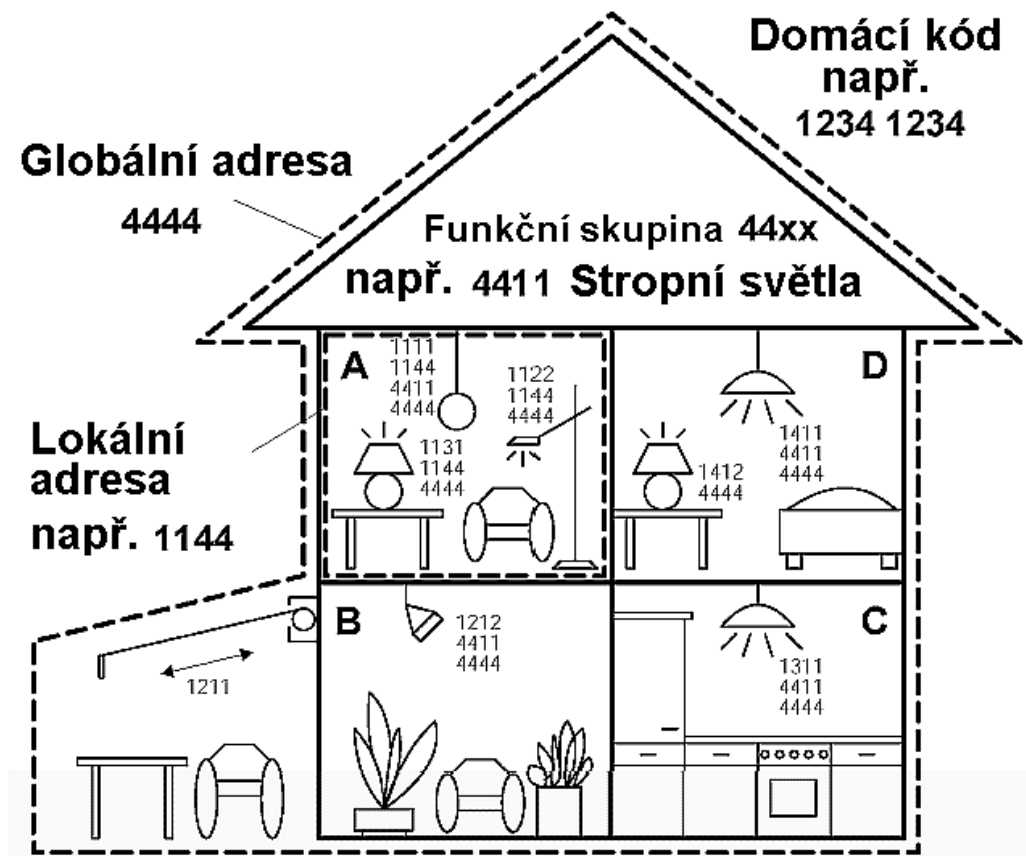 Domácí kód
např.
1234 1234
Globální adresa
4444
Funkční skupina 44xx
např. 4411 Stropní světla
A
1111
1144
4411
4444
1122
1144
4444
1131
1144
4444
D
1411
4411
4444
1412
4444
Lokální
adresa
např. 1144
B
1212
4411
4444
C
1311
4411
4444
1211